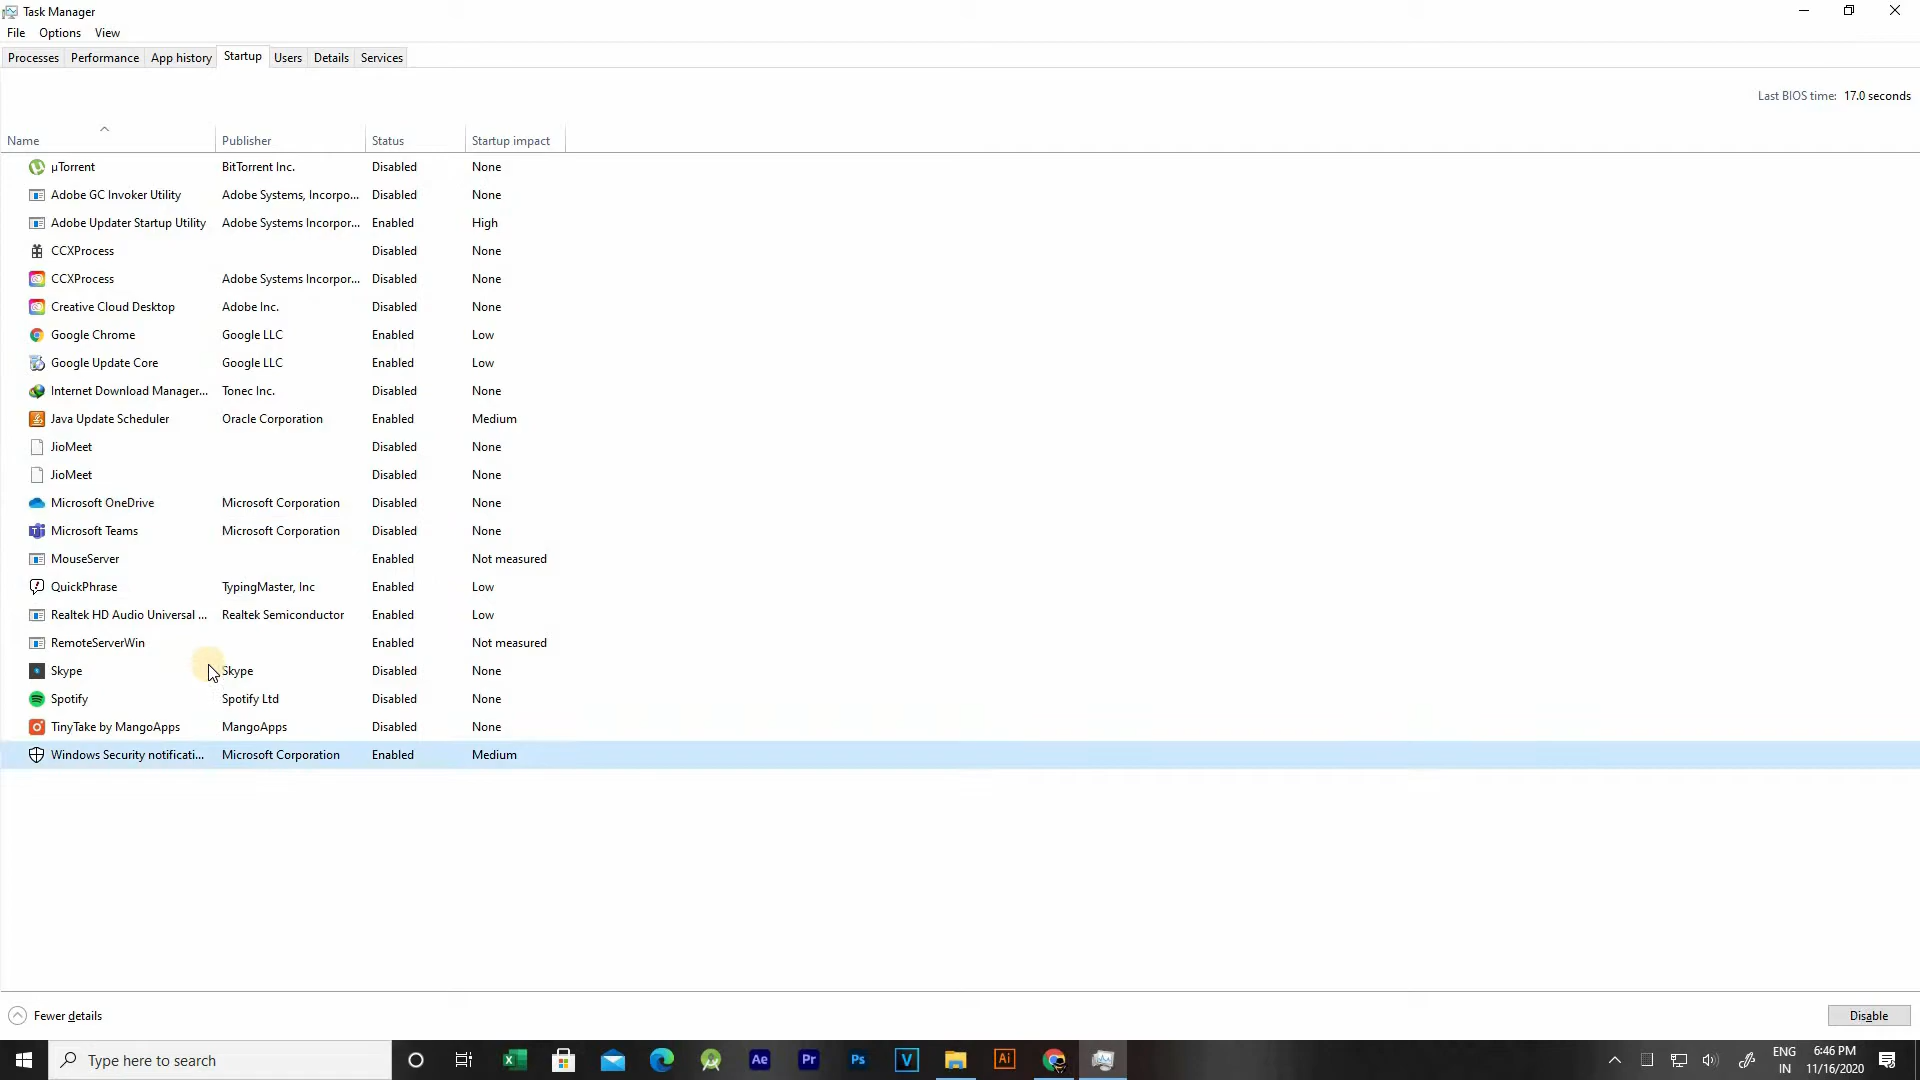 Task Manager
File Options View
Processes Performance App history Startup Users Details Services
Last BIOS time: 17.0 seconds
Name Publisher Status Startup impact
µTorrent BitTorrent Inc. Disabled None
Adobe GC Invoker Utility Adobe Systems, Incorpo... Disabled None
Adobe Updater Startup Utility Adobe Systems Incorpor... Enabled High
CCXProcess Disabled None
CCXProcess Adobe Systems Incorpor... Disabled None
Creative Cloud Desktop Adobe Inc. Disabled None
Google Chrome Google LLC Enabled Low
Google Update Core Google LLC Enabled Low
Internet Download Manager... Tonec Inc. Disabled None
Java Update Scheduler Oracle Corporation Enabled Medium
JioMeet Disabled None
JioMeet Disabled None
Microsoft OneDrive Microsoft Corporation Disabled None
Microsoft Teams Microsoft Corporation Disabled None
MouseServer Enabled Not measured
QuickPhrase TypingMaster, Inc Enabled Low
Realtek HD Audio Universal ... Realtek Semiconductor Enabled Low
RemoteServerWin Enabled Not measured
Skype Skype Disabled None
Spotify Spotify Ltd Disabled None
TinyTake by MangoApps MangoApps Disabled None
Windows Security notificati... Microsoft Corporation Enabled Medium
Fewer details Disable
Type here to search Ae Pr Ps V Ai
ENG 6:46 PM
IN 11/16/2020